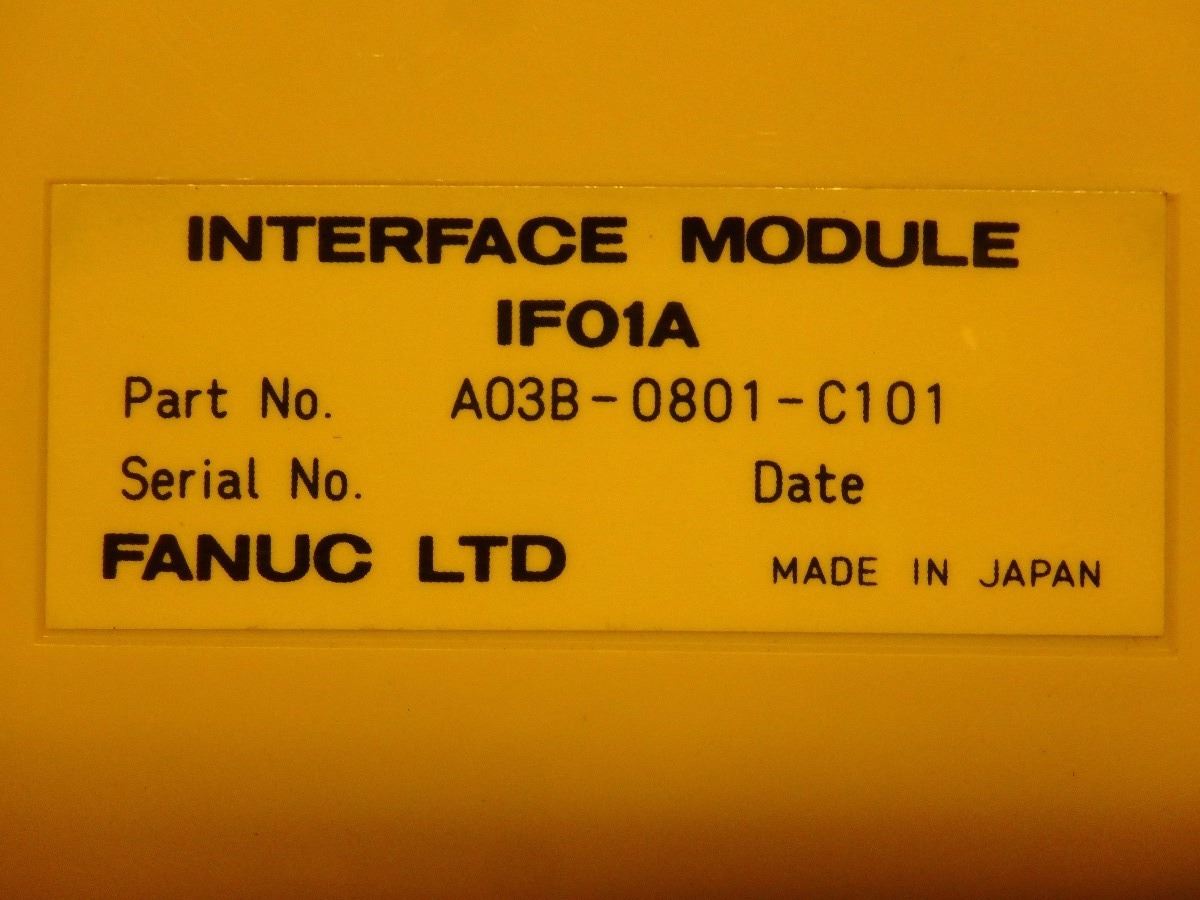 INTERFACE MODULE
IF01A
Part No. A03B-0801-C101
Serial No. Date
FANUC LTD MADE IN JAPAN